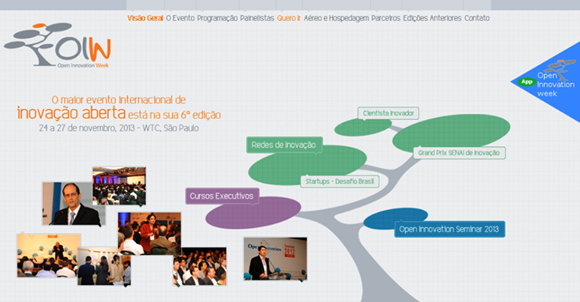 Visão Geral O Evento Programação Painelistas Quero ir Aéreo e Hospedagem Parceiros Edições Anteriores Contato
OIW
Open Innovation Week
App
Open
Innovation
week
O maior evento internacional de
inovação aberta está na sua 6ª edição
24 a 27 de novembro, 2013 - WTC, São Paulo
Cientista Inovador
Redes de Inovação
Grand Prix SENAI de Inovação
Startups - Desafio Brasil
Cursos Executivos
Open Innovation Seminar 2013